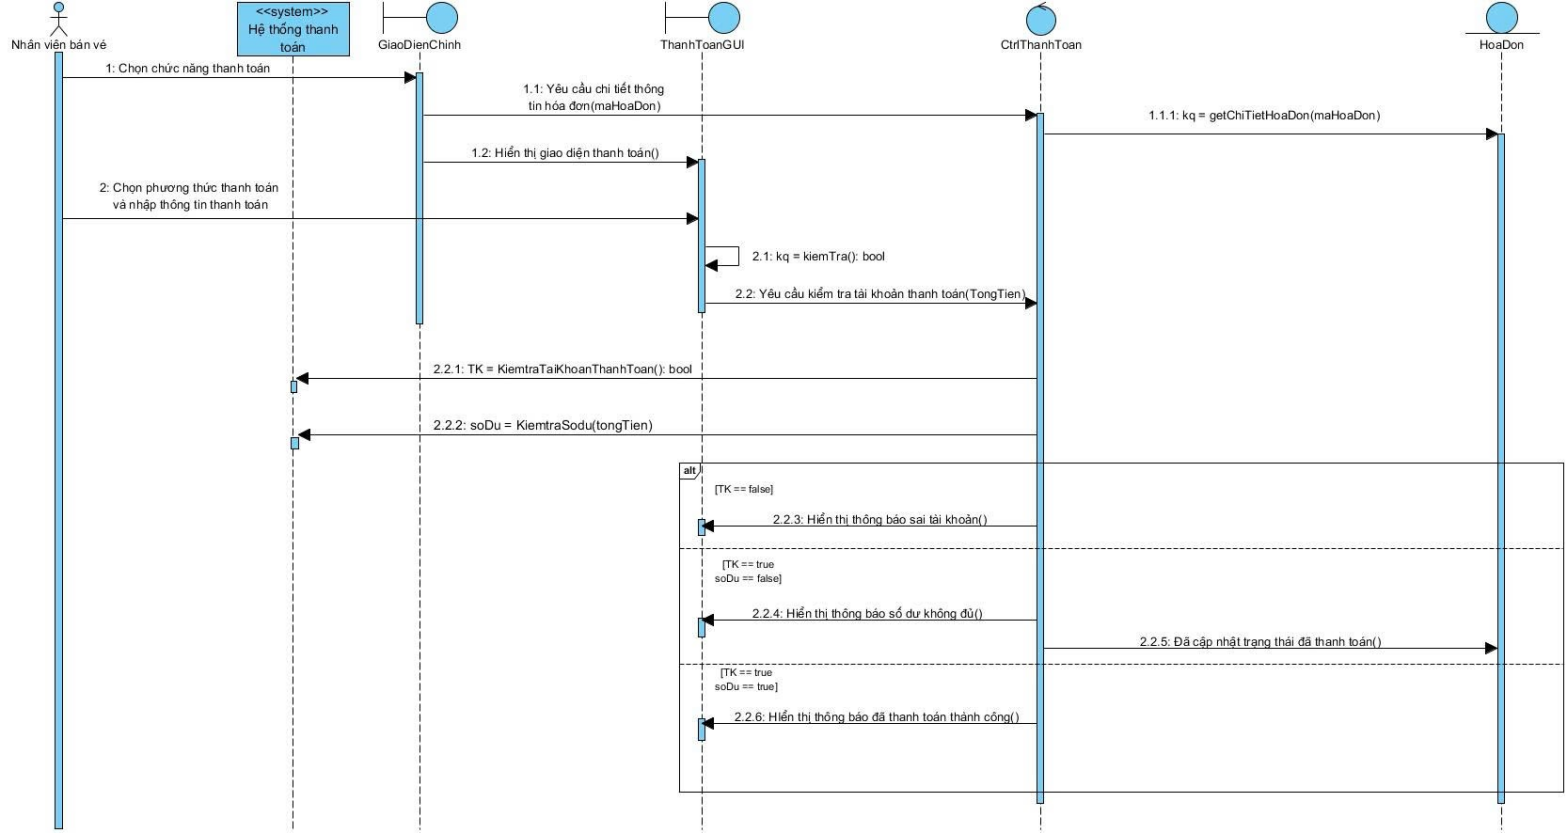 <<system>>
Hệ thống thanh
toán
Nhân viên bán vé
GiaoDienChinh
ThanhToanGUI
CtrlThanhToan
HoaDon
1: Chọn chức năng thanh toán
1.1: Yêu cầu chi tiết thông
tin hóa đơn(maHoaDon)
1.1.1: kq = getChiTietHoaDon(maHoaDon)
1.2: Hiển thị giao diện thanh toán()
2: Chọn phương thức thanh toán
và nhập thông tin thanh toán
2.1: kq = kiemTra(): bool
2.2: Yêu cầu kiểm tra tài khoản thanh toán(TongTien)
2.2.1: TK = KiemtraTaiKhoanThanhToan(): bool
2.2.2: soDu = KiemtraSodu(tongTien)
alt
[TK == false]
2.2.3: Hiển thị thông báo sai tài khoản()
[TK == true
soDu == false]
2.2.4: Hiển thị thông báo số dư không đủ()
2.2.5: Đã cập nhật trạng thái đã thanh toán()
[TK == true
soDu == true]
2.2.6: HIển thị thông báo đã thanh toán thành công()